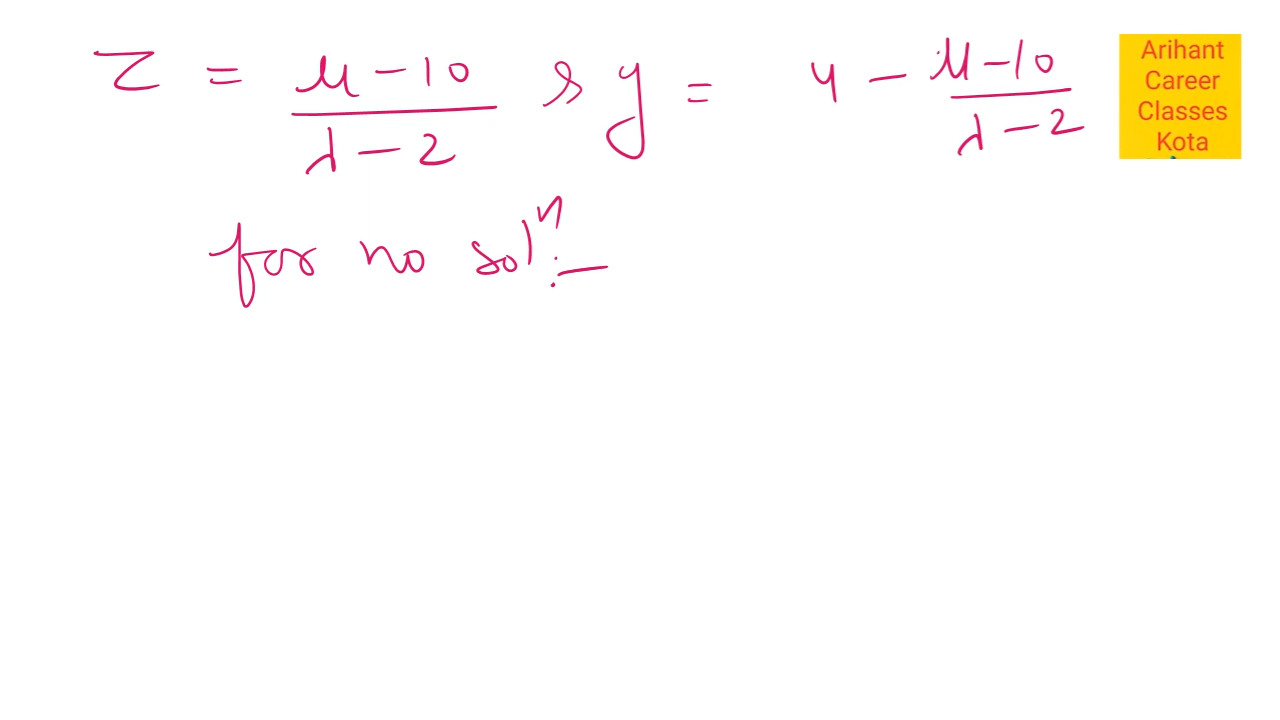 z = (μ - 10)/(λ - 2) & y = 4 - (μ - 10)/(λ - 2)
for no solⁿ:-
Arihant
Career
Classes
Kota